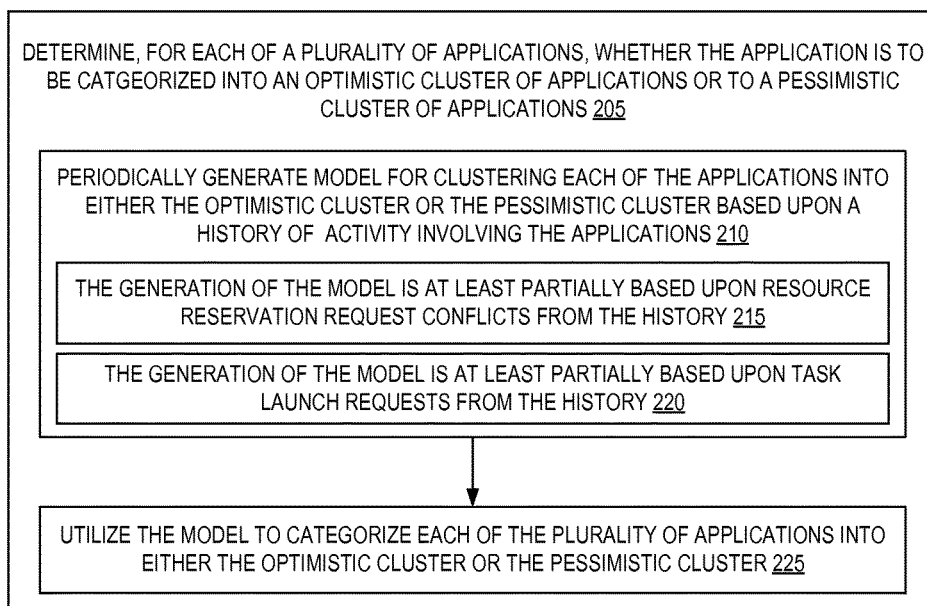 DETERMINE, FOR EACH OF A PLURALITY OF APPLICATIONS, WHETHER THE APPLICATION IS TO
BE CATGEORIZED INTO AN OPTIMISTIC CLUSTER OF APPLICATIONS OR TO A PESSIMISTIC
CLUSTER OF APPLICATIONS 205
PERIODICALLY GENERATE MODEL FOR CLUSTERING EACH OF THE APPLICATIONS INTO
EITHER THE OPTIMISTIC CLUSTER OR THE PESSIMISTIC CLUSTER BASED UPON A
HISTORY OF ACTIVITY INVOLVING THE APPLICATIONS 210
THE GENERATION OF THE MODEL IS AT LEAST PARTIALLY BASED UPON RESOURCE
RESERVATION REQUEST CONFLICTS FROM THE HISTORY 215
THE GENERATION OF THE MODEL IS AT LEAST PARTIALLY BASED UPON TASK
LAUNCH REQUESTS FROM THE HISTORY 220
UTILIZE THE MODEL TO CATEGORIZE EACH OF THE PLURALITY OF APPLICATIONS INTO
EITHER THE OPTIMISTIC CLUSTER OR THE PESSIMISTIC CLUSTER 225